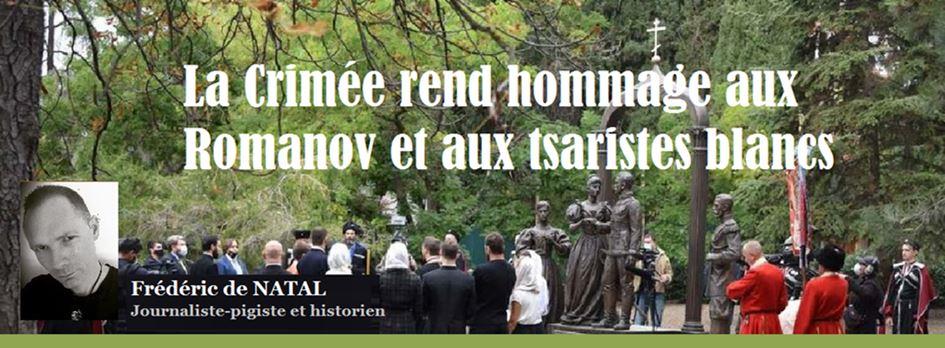 La Crimée rend hommage aux
Romanov et aux tsaristes blancs
Frédéric de NATAL
Journaliste-pigiste et historien